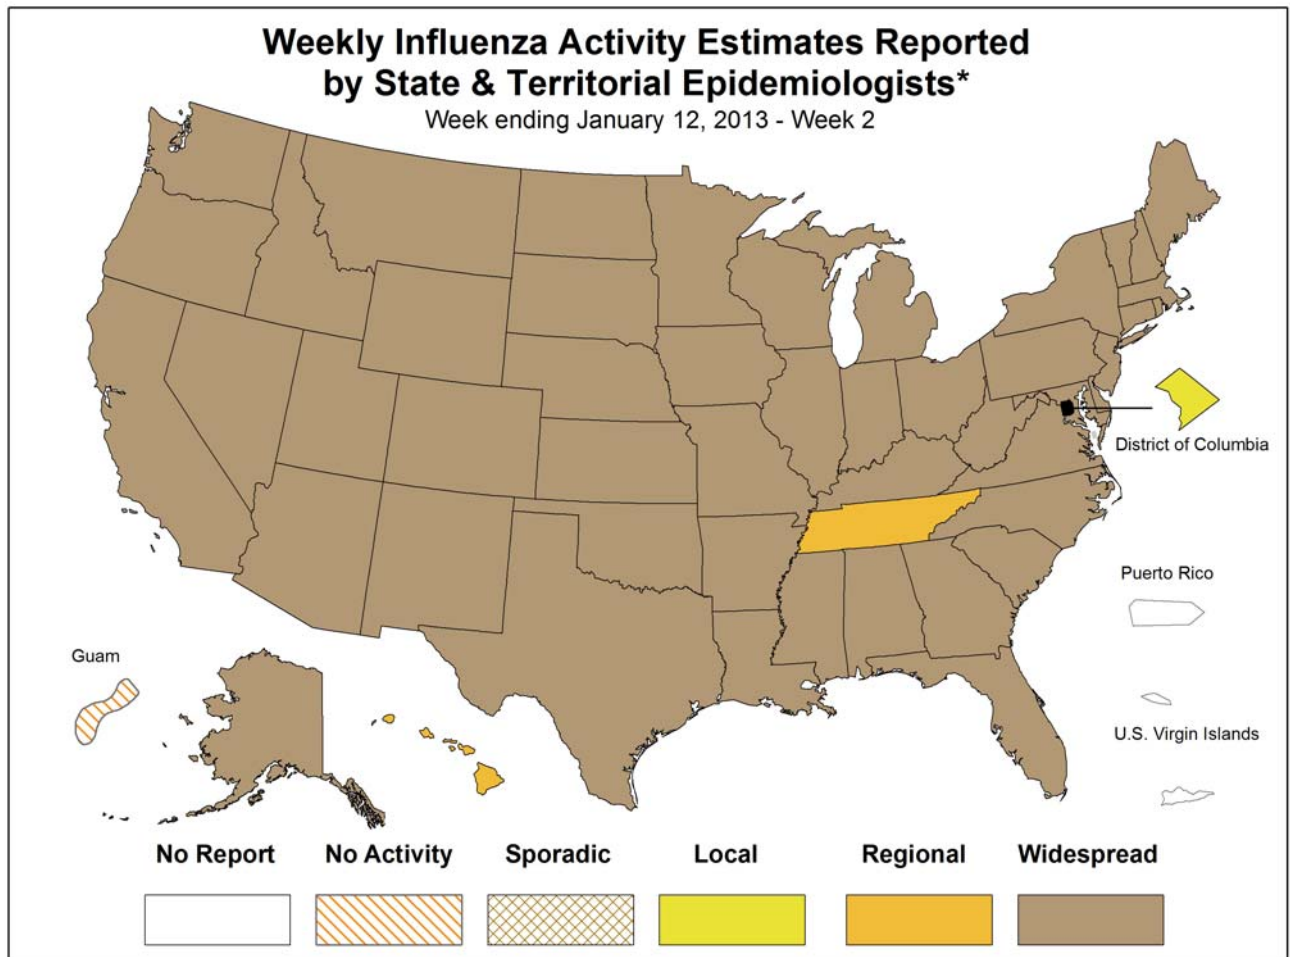 Weekly Influenza Activity Estimates Reported
by State & Territorial Epidemiologists*
Week ending January 12, 2013 - Week 2
District of Columbia
Puerto Rico
Guam
U.S. Virgin Islands
No Report No Activity Sporadic Local Regional Widespread